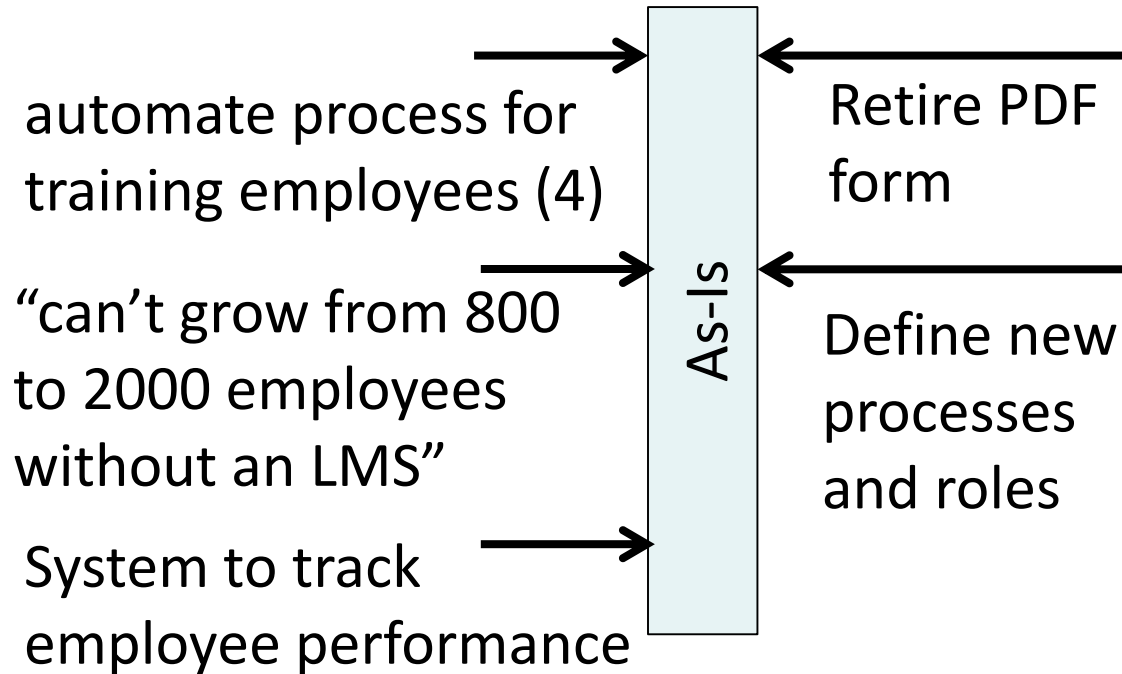 automate process for
training employees (4)
“can’t grow from 800
to 2000 employees
without an LMS”
System to track
employee performance
As-Is
Retire PDF
form
Define new
processes
and roles